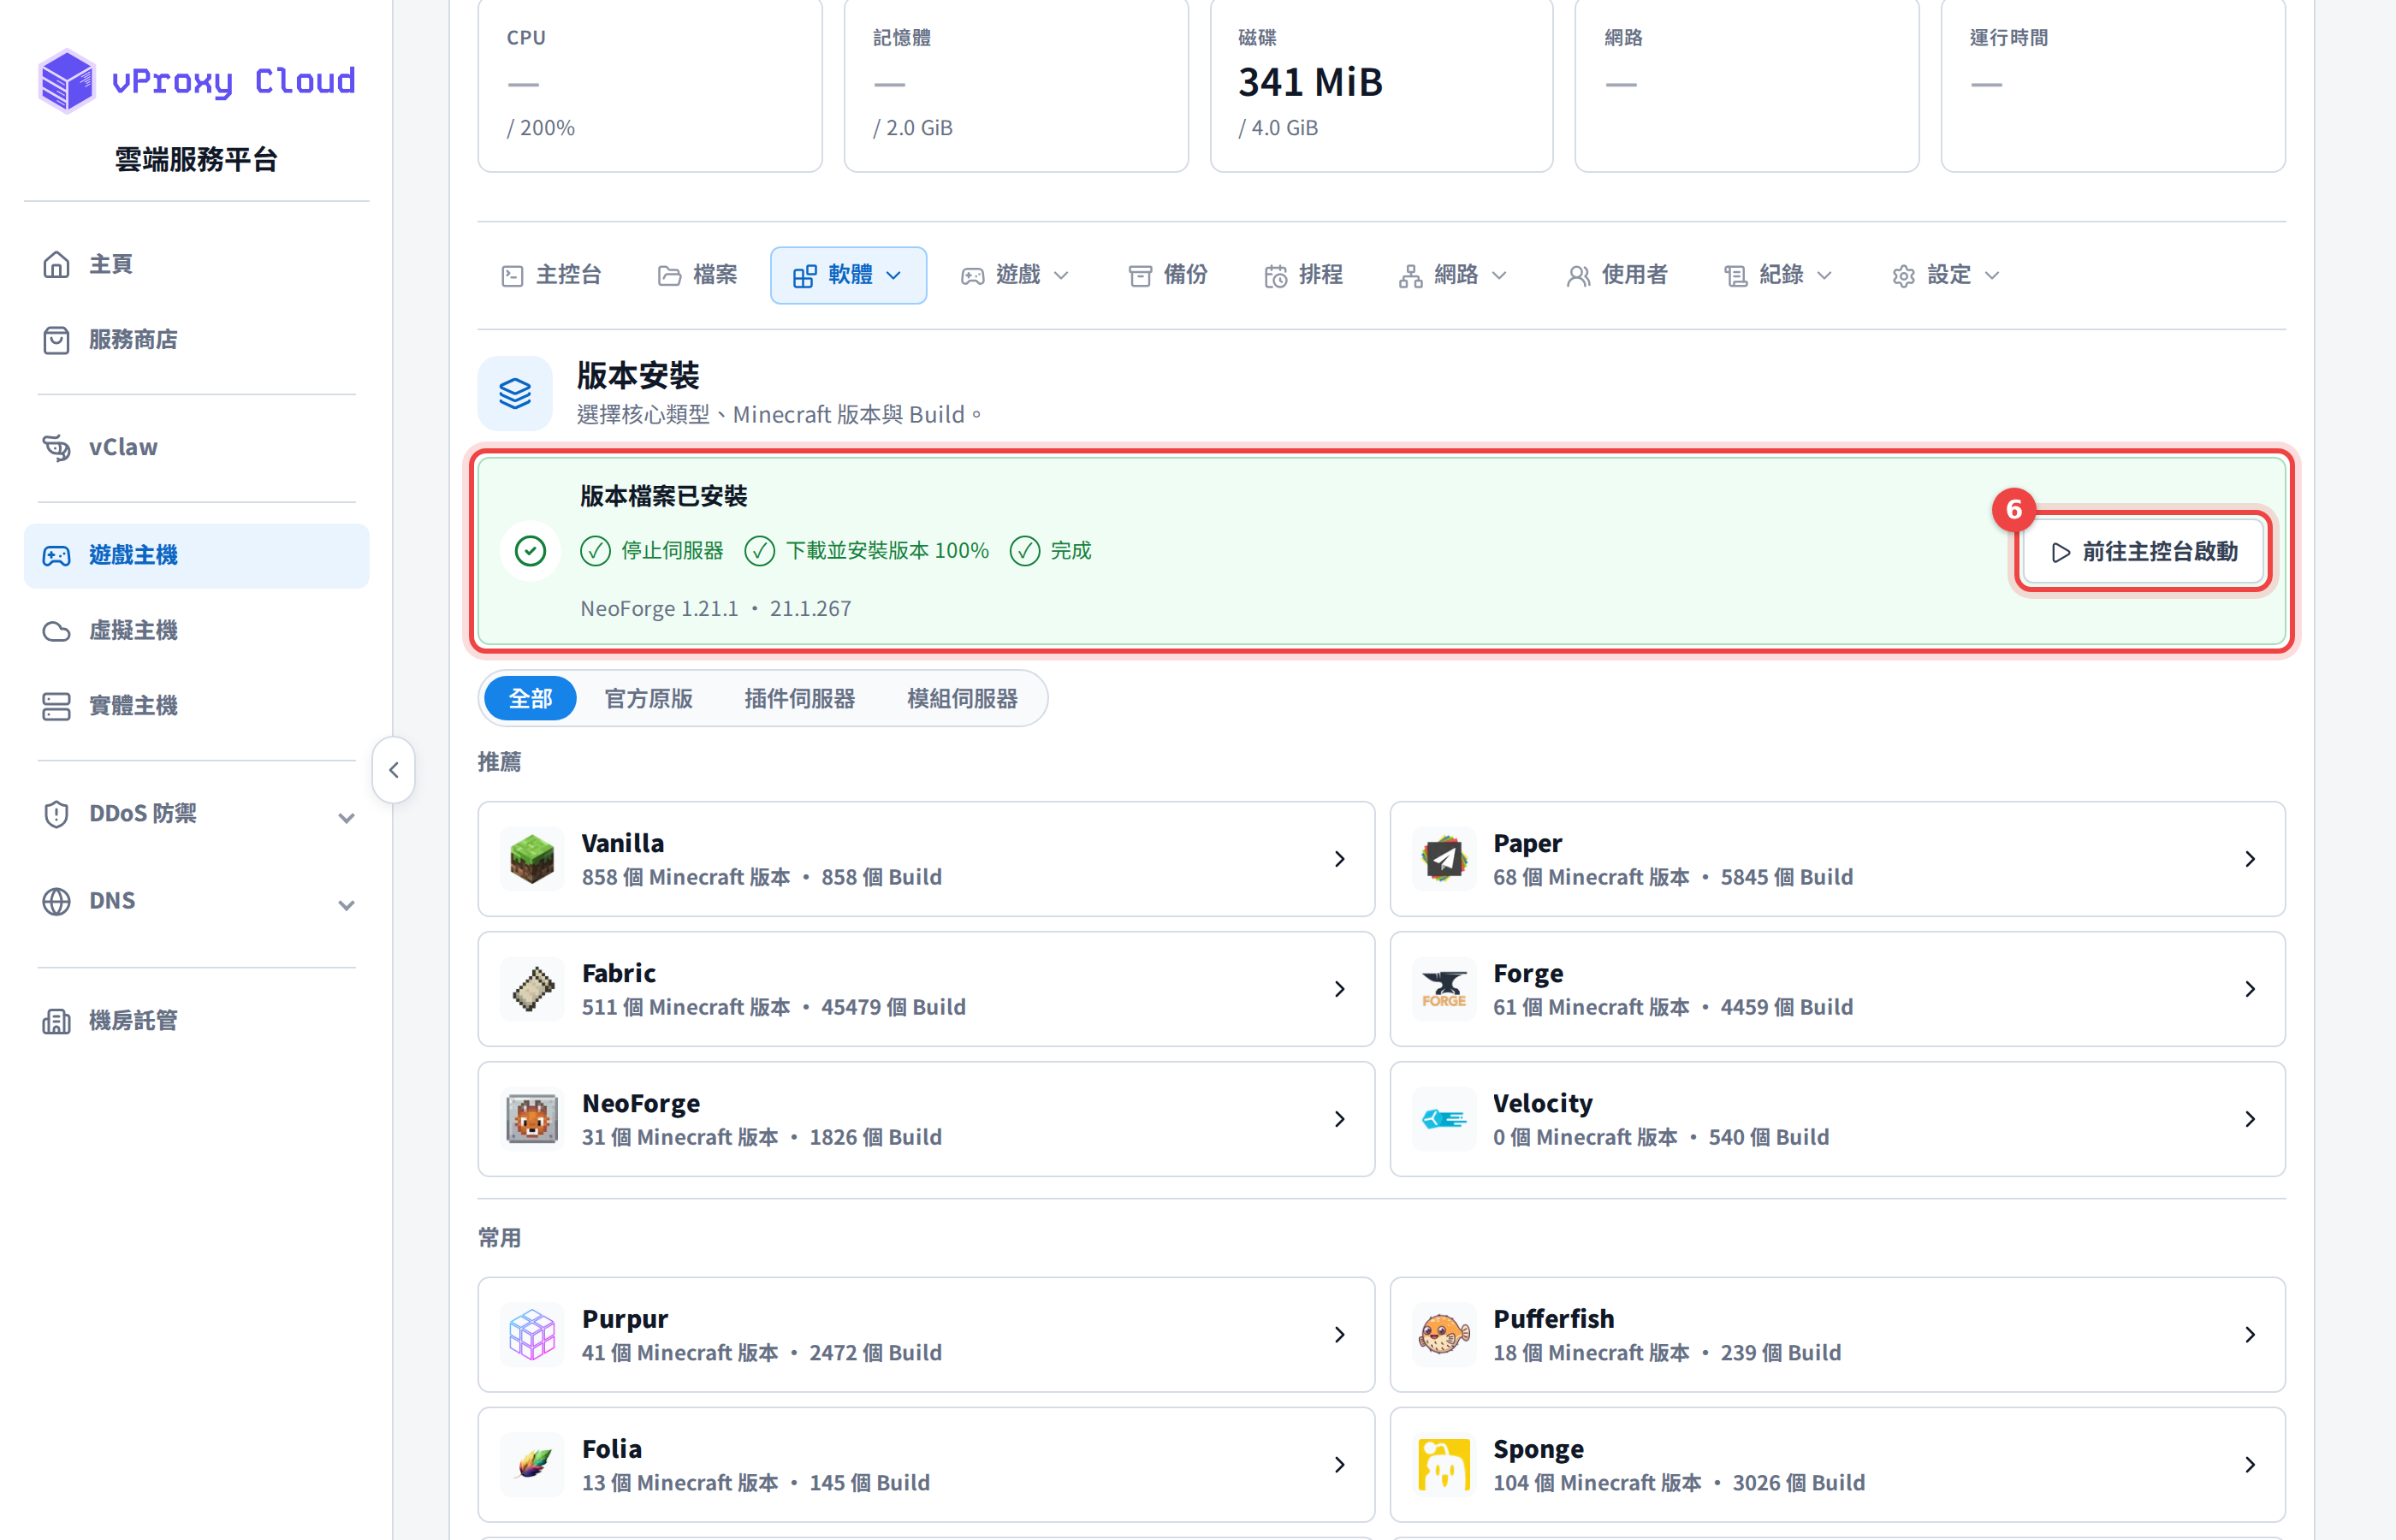 vProxy Cloud
雲端服務平台
主頁
服務商店
vClaw
遊戲主機
虛擬主機
實體主機
DDoS 防禦
DNS
機房託管
CPU
—
/ 200%
記憶體
—
/ 2.0 GiB
磁碟
341 MiB
/ 4.0 GiB
網路
—
運行時間
—
主控台 檔案 軟體 遊戲 備份 排程 網路 使用者 紀錄 設定
版本安裝
選擇核心類型、Minecraft 版本與 Build。
版本檔案已安裝
停止伺服器 下載並安裝版本 100% 完成
NeoForge 1.21.1 • 21.1.267
6
前往主控台啟動
全部 官方原版 插件伺服器 模組伺服器
推薦
Vanilla
858 個 Minecraft 版本 • 858 個 Build
Paper
68 個 Minecraft 版本 • 5845 個 Build
Fabric
511 個 Minecraft 版本 • 45479 個 Build
FORGE
Forge
61 個 Minecraft 版本 • 4459 個 Build
NeoForge
31 個 Minecraft 版本 • 1826 個 Build
Velocity
0 個 Minecraft 版本 • 540 個 Build
常用
Purpur
41 個 Minecraft 版本 • 2472 個 Build
Pufferfish
18 個 Minecraft 版本 • 239 個 Build
Folia
13 個 Minecraft 版本 • 145 個 Build
Sponge
104 個 Minecraft 版本 • 3026 個 Build